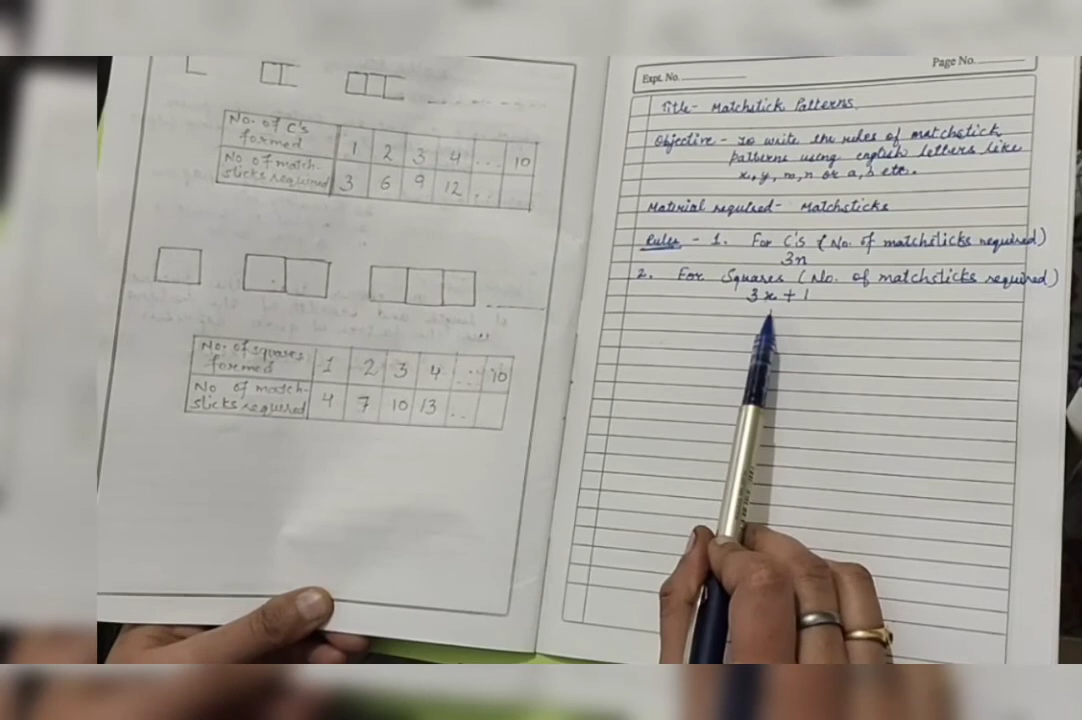 No. of C's
formed
1 2 3 4 ... 10
No of match-
sticks required
3 6 9 12 ..
No. of squares
formed
1 2 3 4 ... 10
No of match-
sticks required
4 7 10 13 ..
Expt. No.
Page No.
Title- Matchstick Patterns
Objective - To write the rules of matchstick
patterns using english letters like
x, y, m, n or a, b etc.
Material required- Matchsticks
Rules - 1. For C's (No. of matchsticks required)
3n
2. For Squares (No. of matchsticks required)
3x + 1